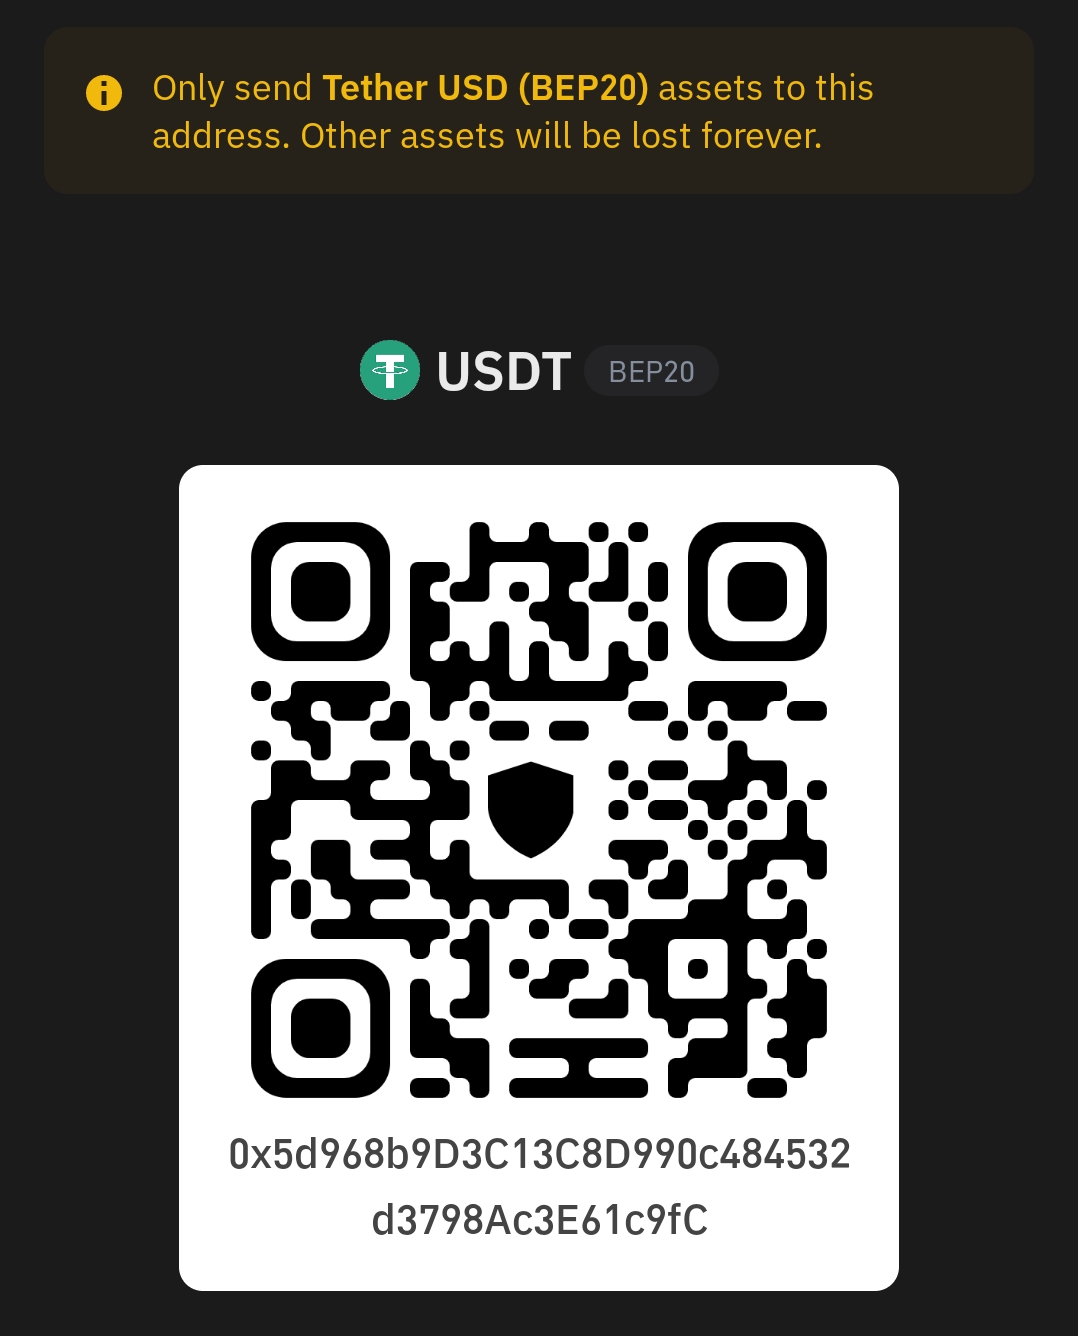 Only send Tether USD (BEP20) assets to this
address. Other assets will be lost forever.
USDT BEP20
0x5d968b9D3C13C8D990c484532
d3798Ac3E61c9fC